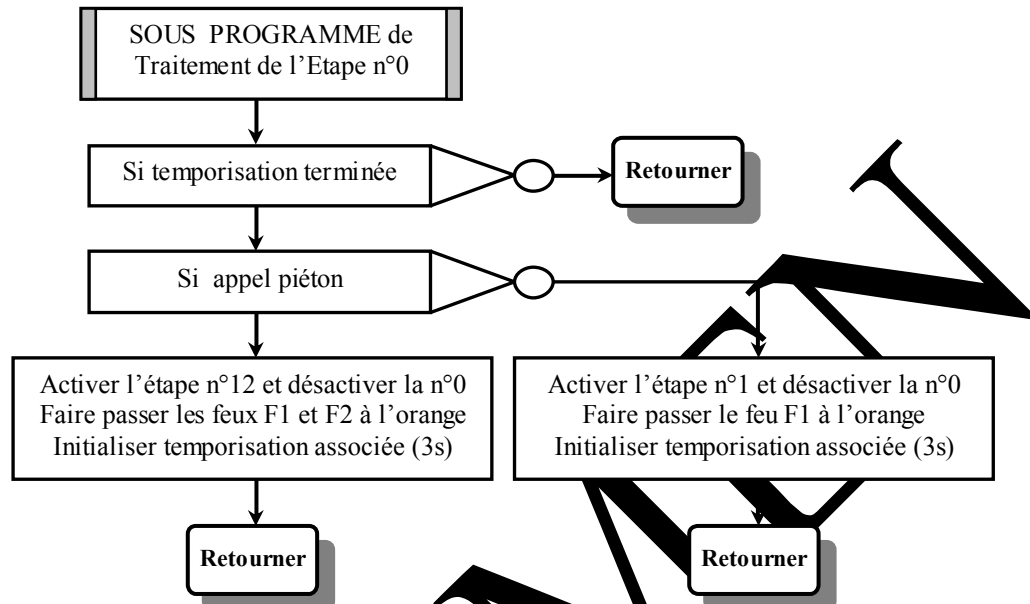 SOUS PROGRAMME de
Traitement de l'Etape n°0
Si temporisation terminée
Retourner
Si appel piéton
Activer l'étape n°12 et désactiver la n°0
Faire passer les feux F1 et F2 à l'orange
Initialiser temporisation associée (3s)
Activer l'étape n°1 et désactiver la n°0
Faire passer le feu F1 à l'orange
Initialiser temporisation associée (3s)
Retourner
Retourner